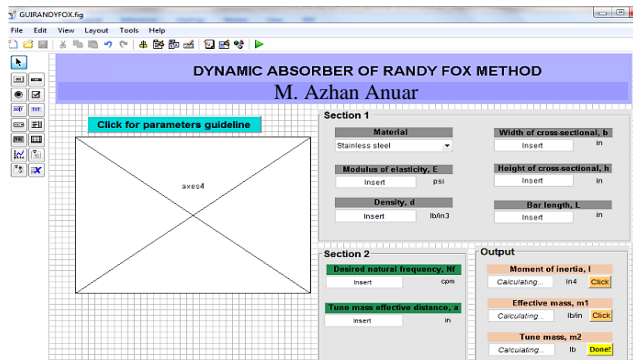 GUIRANDYFOX.fig
File Edit View Layout Tools Help
DYNAMIC ABSORBER OF RANDY FOX METHOD
M. Azhan Anuar
Click for parameters guideline
axes4
Section 1
Material
Stainless steel
Modulus of elasticity, E
Insert psi
Density, d
Insert lb/in3
Width of cross-sectional, b
Insert in
Height of cross-sectional, h
Insert in
Bar length, L
Insert in
Section 2
Desired natural frequency, Nf
Insert cpm
Tune mass effective distance, a
Insert in
Output
Moment of inertia, I
Calculating... in4 Click
Effective mass, m1
Calculating... lb/in Click
Tune mass, m2
Calculating... lb Done!